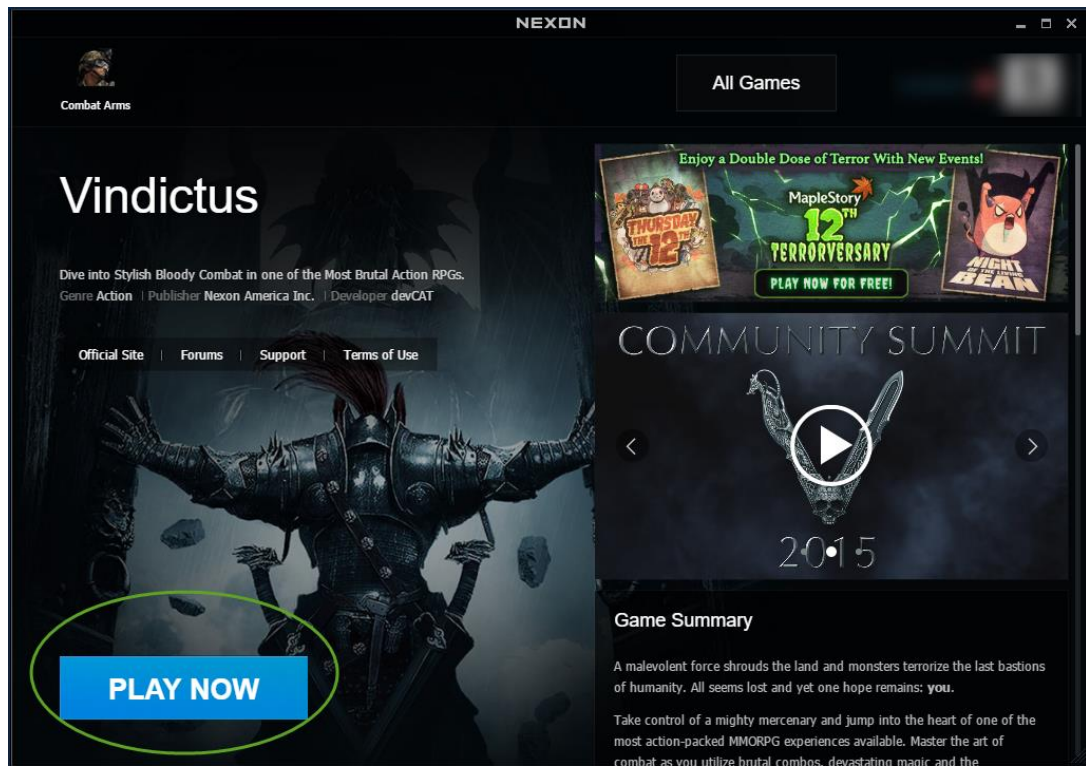 NEXON
Combat Arms
All Games
Vindictus
Dive into Stylish Bloody Combat in one of the Most Brutal Action RPGs.
Genre Action | Publisher Nexon America Inc. | Developer devCAT
Official Site | Forums | Support | Terms of Use
PLAY NOW
Enjoy a Double Dose of Terror With New Events!
THURSDAY
THE 12TH
MapleStory
12TH
TERRORVERSARY
PLAY NOW FOR FREE!
NIGHT
OF THE LIVING
BEAN
COMMUNITY SUMMIT
2015
Game Summary
A malevolent force shrouds the land and monsters terrorize the last bastions
of humanity. All seems lost and yet one hope remains: you.
Take control of a mighty mercenary and jump into the heart of one of the
most action-packed MMORPG experiences available. Master the art of
combat as you utilize brutal combos, devastating magic and the